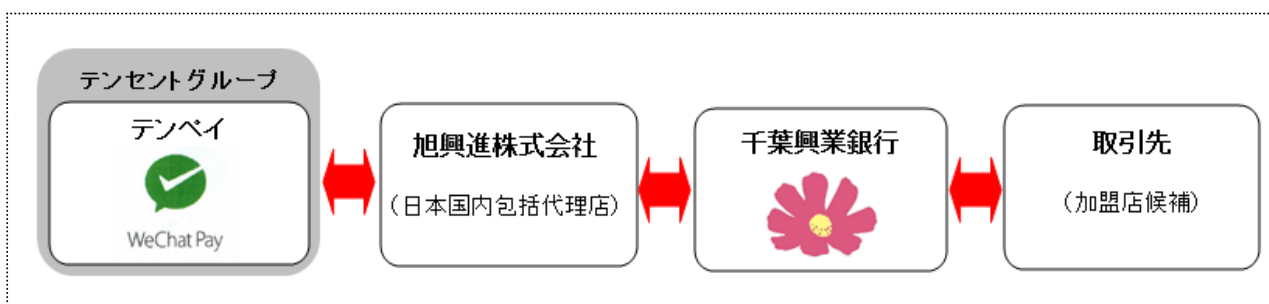 テンセントグループ
テンペイ
WeChat Pay
旭興進株式会社
（日本国内包括代理店）
千葉興業銀行
取引先
（加盟店候補）